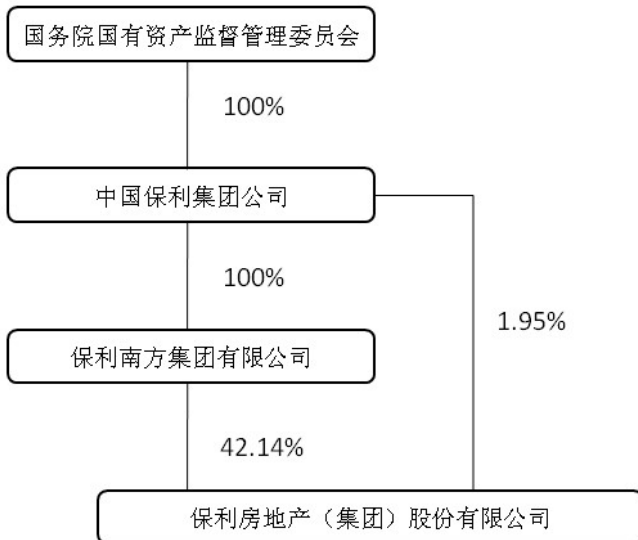 国务院国有资产监督管理委员会
100%
中国保利集团公司
100%
1.95%
保利南方集团有限公司
42.14%
保利房地产（集团）股份有限公司